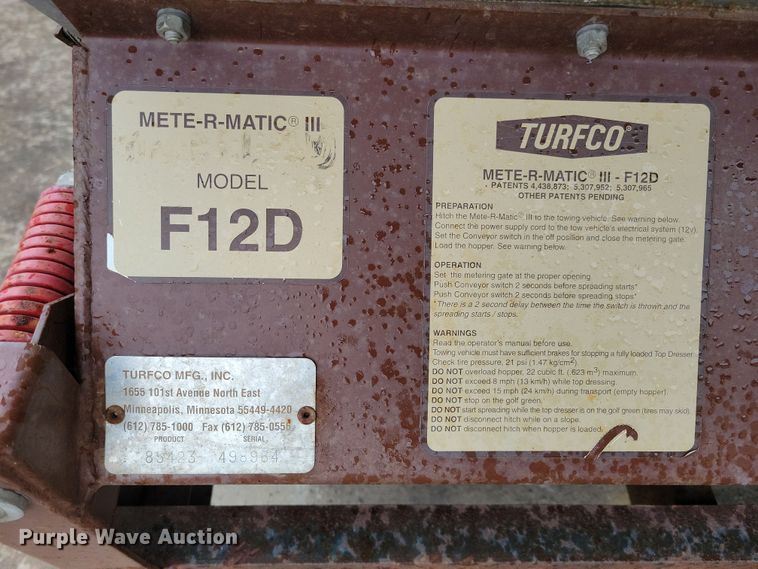 METE-R-MATIC® III
MODEL
F12D
TURFCO®
METE-R-MATIC® III - F12D
PATENTS 4,438,873; 5,307,952; 5,307,965
OTHER PATENTS PENDING
PREPARATION
Hitch the Mete-R-Matic® III to the towing vehicle. See warning below.
Connect the power supply cord to the tow vehicle's electrical system (12v).
Set the Conveyor switch in the off position and close the metering gate.
Load the hopper. See warning below.
OPERATION
Set the metering gate at the proper opening.
Push Conveyor switch 2 seconds before spreading starts*
Push Conveyor switch 2 seconds before spreading stops*
*There is a 2 second delay between the time the switch is thrown and the
spreading starts / stops.
WARNINGS
Read the operator's manual before use.
Towing vehicle must have sufficient brakes for stopping a fully loaded Top Dresser
Check tire pressure, 21 psi (1.47 kg/cm²).
DO NOT overload hopper, 22 cubic ft. (.623 m³) maximum.
DO NOT exceed 8 mph (13 km/h) while top dressing.
DO NOT exceed 15 mph (24 km/h) during transport (empty hopper).
DO NOT stop on the golf green.
DO NOT start spreading while the top dresser is on the golf green (tires may skid).
DO NOT disconnect hitch while on a slope.
DO NOT disconnect hitch when hopper is loaded.
TURFCO MFG., INC.
1655 101st Avenue North East
Minneapolis, Minnesota 55449-4420
(612) 785-1000 Fax (612) 785-0556
PRODUCT SERIAL
Purple Wave Auction